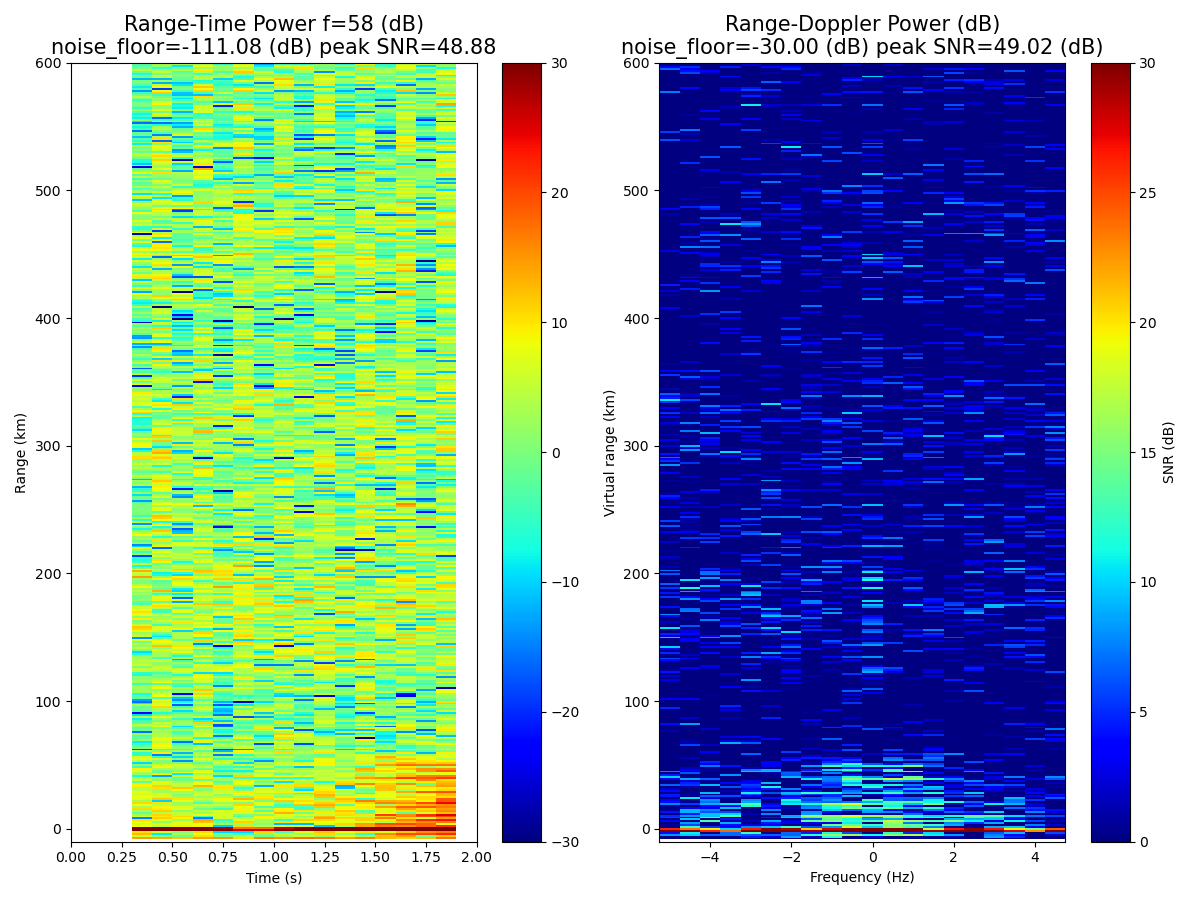 Range-Time Power f=58 (dB)
noise_floor=-111.08 (dB) peak SNR=48.88
Range-Doppler Power (dB)
noise_floor=-30.00 (dB) peak SNR=49.02 (dB)
600
500
400
300
200
100
0
Range (km)
0.00 0.25 0.50 0.75 1.00 1.25 1.50 1.75 2.00
Time (s)
30
20
10
0
−10
−20
−30
600
500
400
300
200
100
0
Virtual range (km)
−4 −2 0 2 4
Frequency (Hz)
30
25
20
15
10
5
0
SNR (dB)